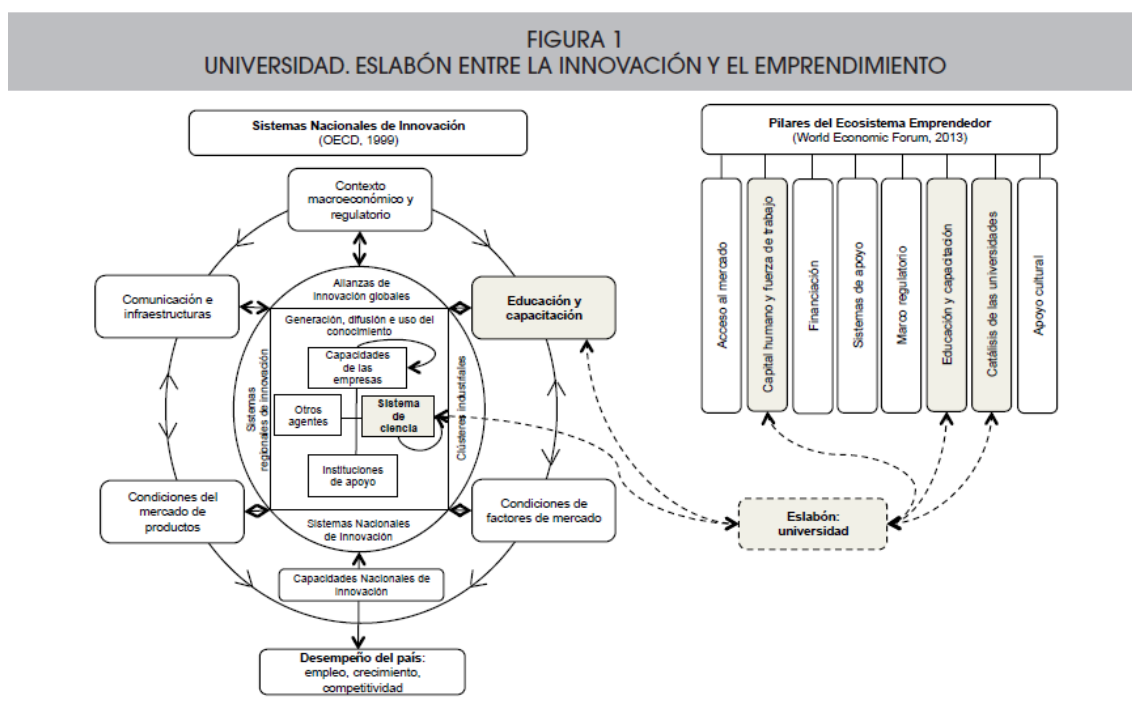 FIGURA 1
UNIVERSIDAD. ESLABÓN ENTRE LA INNOVACIÓN Y EL EMPRENDIMIENTO
Sistemas Nacionales de Innovación
(OECD, 1999)
Contexto
macroeconómico y
regulatorio
Comunicación e
infraestructuras
Alianzas de
innovación globales
Educación y
capacitación
Generación, difusión e uso del
conocimiento
Capacidades
de las
empresas
Sistemas
regionales de innovación
Otros
agentes
Sistema
de
ciencia
Clústeres industriales
Instituciones
de apoyo
Condiciones del
mercado de
productos
Condiciones de
factores de mercado
Sistemas Nacionales
de Innovación
Capacidades Nacionales de
Innovación
Desempeño del país:
empleo, crecimiento,
competitividad
Pilares del Ecosistema Emprendedor
(World Economic Forum, 2013)
Acceso al mercado
Capital humano y fuerza de trabajo
Financiación
Sistemas de apoyo
Marco regulatorio
Educación y capacitación
Catálisis de las universidades
Apoyo cultural
Eslabón:
universidad